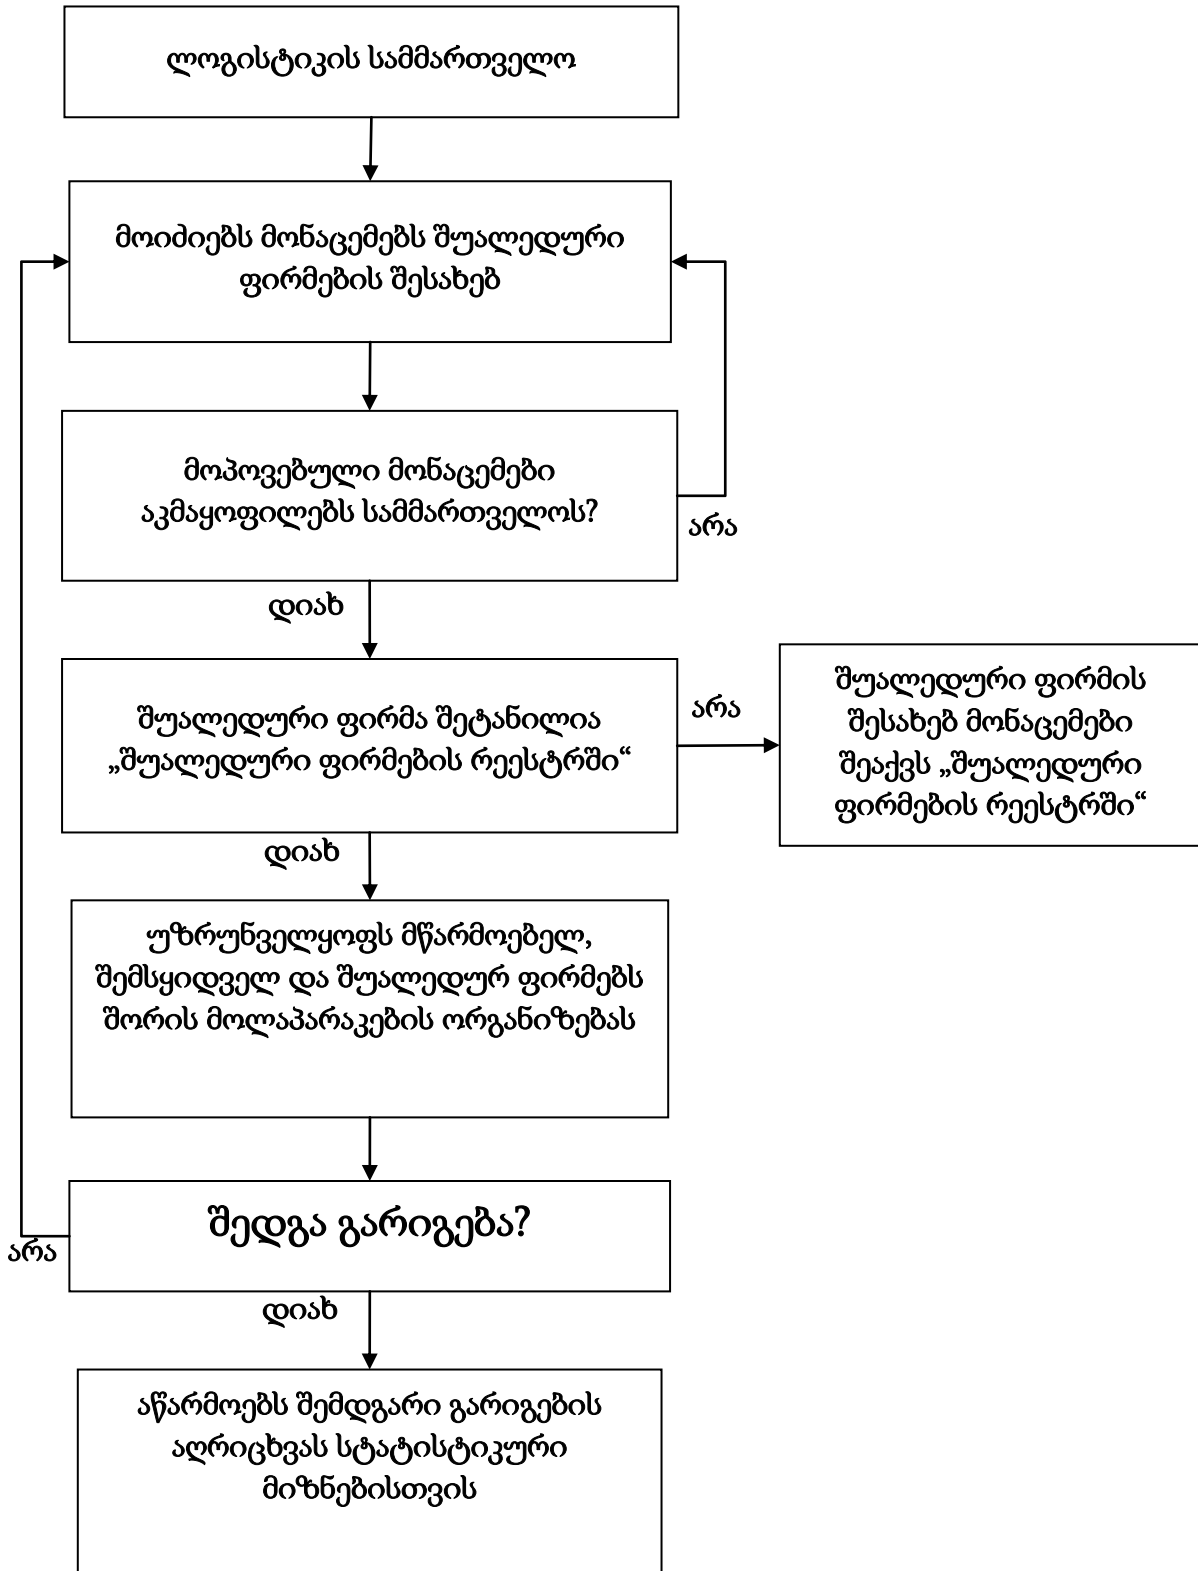 ლოგისტიკის სამმართველო
მოიძიებს მონაცემებს შუალედური
ფირმების შესახებ
მოპოვებული მონაცემები
აკმაყოფილებს სამმართველოს?
არა
დიახ
შუალედური ფირმა შეტანილია
„შუალედური ფირმების რეესტრში“
არა
შუალედური ფირმის
შესახებ მონაცემები
შეაქვს „შუალედური
ფირმების რეესტრში“
დიახ
უზრუნველყოფს მწარმოებელ,
შემსყიდველ და შუალედურ ფირმებს
შორის მოლაპარაკების ორგანიზებას
შედგა გარიგება?
არა
დიახ
აწარმოებს შემდგარი გარიგების
აღრიცხვას სტატისტიკური
მიზნებისთვის